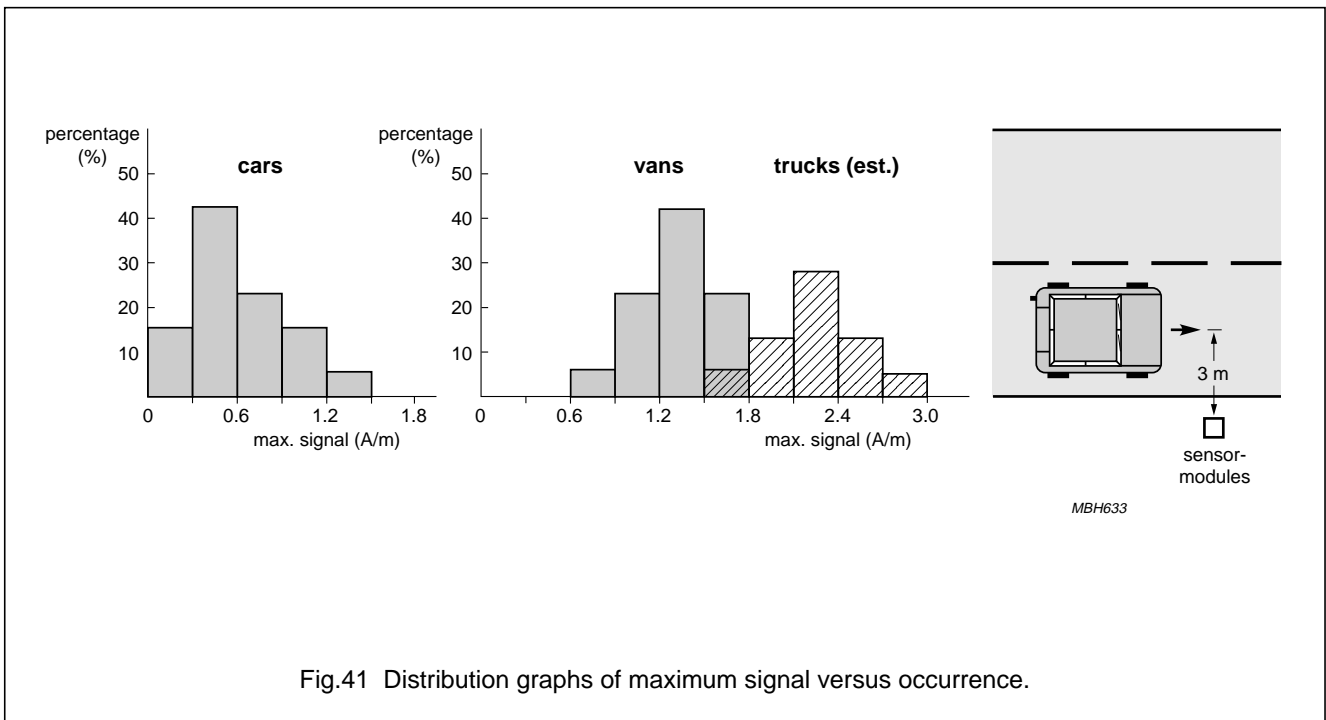 percentage
(%)
50
40
30
20
10
cars
0
0.6
1.2
1.8
max. signal (A/m)
percentage
(%)
50
40
30
20
10
vans
trucks (est.)
0
0.6
1.2
1.8
2.4
3.0
max. signal (A/m)
3 m
sensor-
modules
MBH633
Fig.41 Distribution graphs of maximum signal versus occurrence.